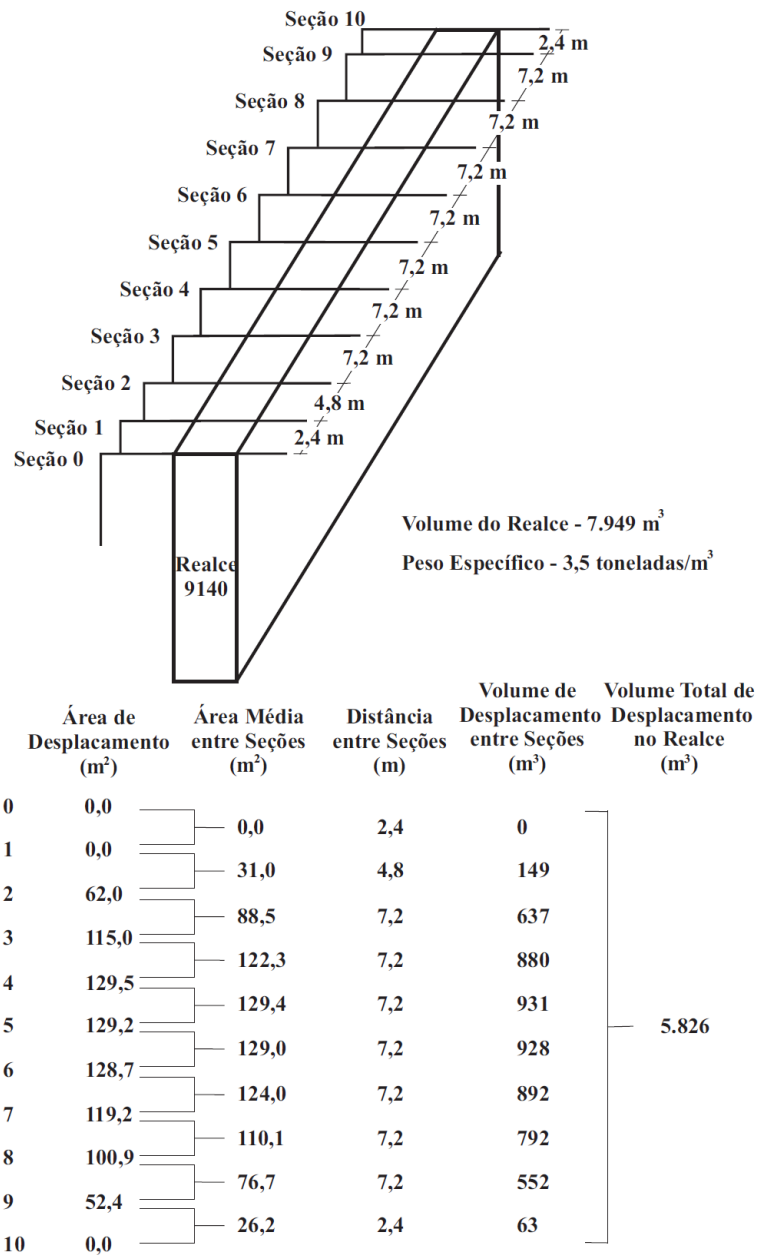 Seção 10
2,4 m
Seção 9
7,2 m
Seção 8
7,2 m
Seção 7
7,2 m
Seção 6
7,2 m
Seção 5
7,2 m
Seção 4
7,2 m
Seção 3
7,2 m
Seção 2
4,8 m
Seção 1
2,4 m
Seção 0
Volume do Realce - 7.949 m³
Peso Específico - 3,5 toneladas/m³
Realce
9140
Área de
Desplacamento
(m²)
Área Média
entre Seções
(m²)
Distância
entre Seções
(m)
Volume de
Desplacamento
entre Seções
(m³)
Volume Total de
Desplacamento
no Realce
(m³)
0 0,0
0,0 2,4 0
1 0,0
31,0 4,8 149
2 62,0
88,5 7,2 637
3 115,0
122,3 7,2 880
4 129,5
129,4 7,2 931
5 129,2
5.826
129,0 7,2 928
6 128,7
124,0 7,2 892
7 119,2
110,1 7,2 792
8 100,9
76,7 7,2 552
9 52,4
26,2 2,4 63
10 0,0